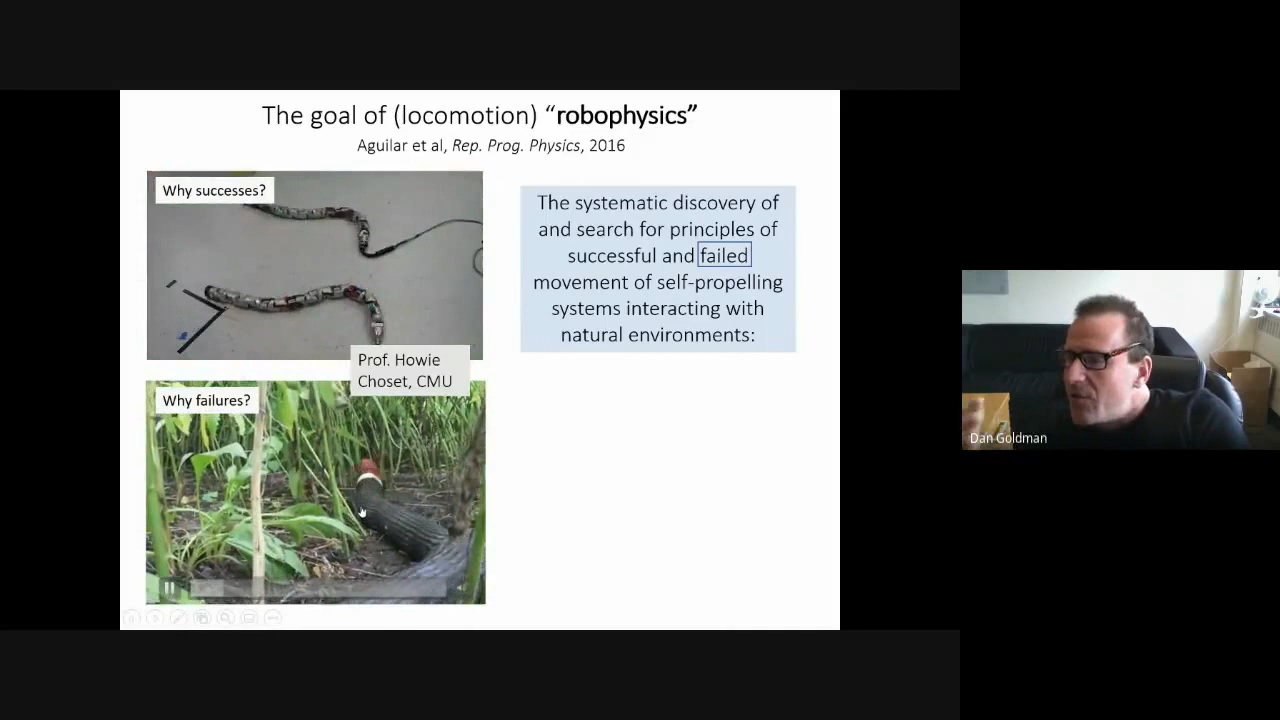 The goal of (locomotion) “robophysics”
Aguilar et al, Rep. Prog. Physics, 2016
Why successes?
Prof. Howie
Choset, CMU
Why failures?
The systematic discovery of
and search for principles of
successful and failed
movement of self-propelling
systems interacting with
natural environments:
Dan Goldman